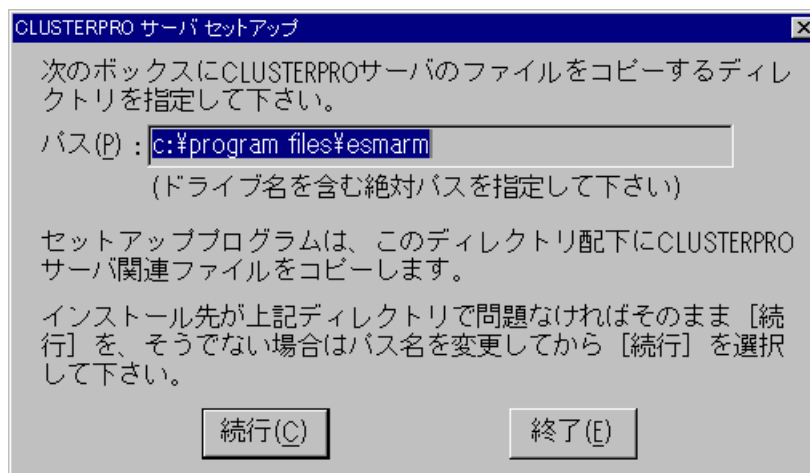 CLUSTERPRO サーバ セットアップ
次のボックスにCLUSTERPROサーバのファイルをコピーするディレ
クトリを指定して下さい。
パス(P) : c:¥program files¥esmarm
(ドライブ名を含む絶対パスを指定して下さい)
セットアッププログラムは、このディレクトリ配下にCLUSTERPRO
サーバ関連ファイルをコピーします。
インストール先が上記ディレクトリで問題なければそのまま［続
行］を、そうでない場合はパス名を変更してから［続行］を選択
して下さい。
続行(C) 終了(E)